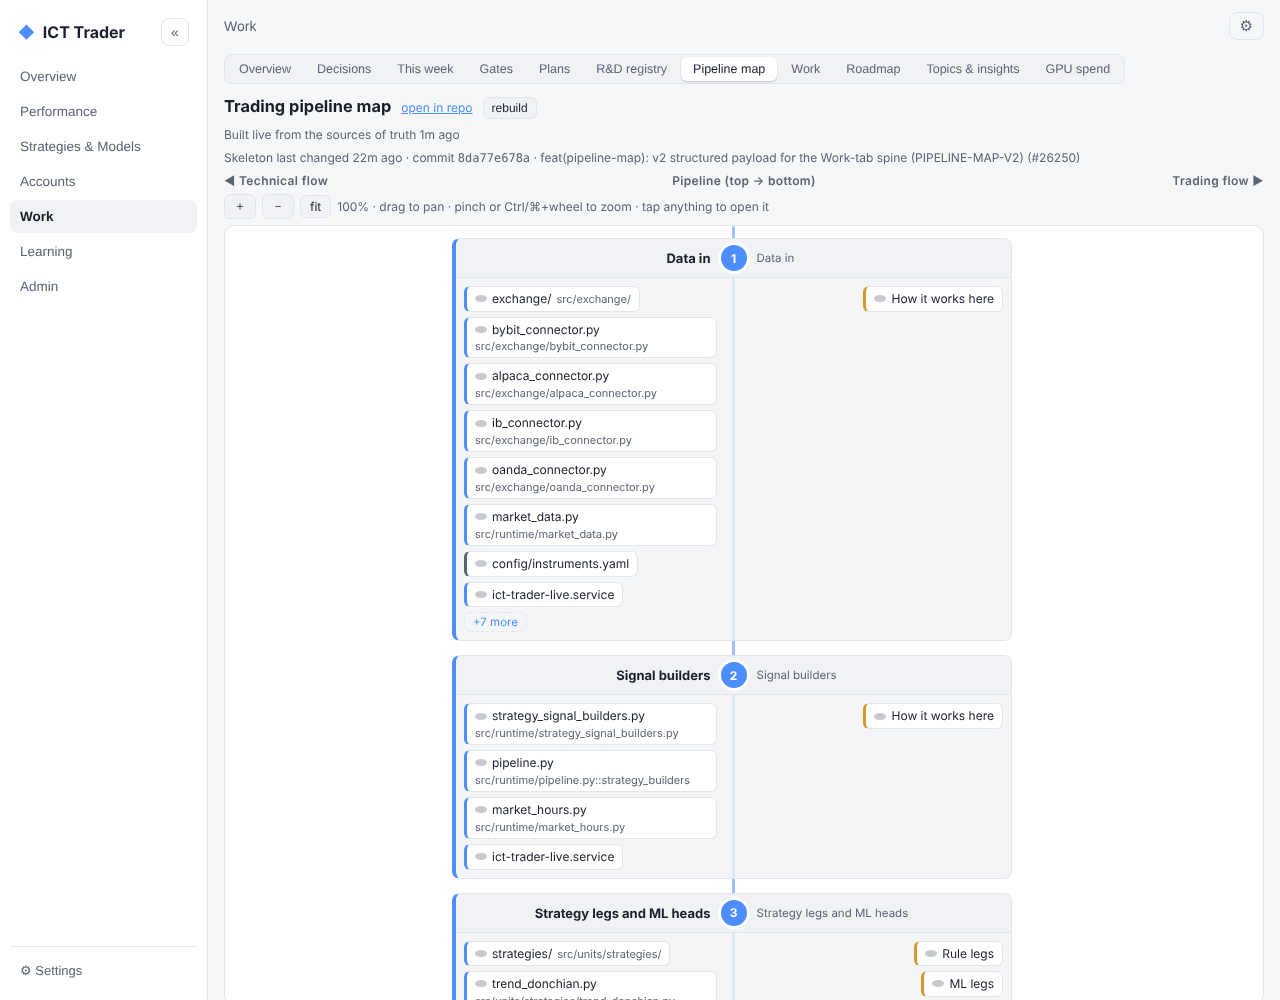 ICT Trader
«
Overview
Performance
Strategies & Models
Accounts
Work
Learning
Admin
⚙ Settings
Work
⚙
Overview Decisions This week Gates Plans R&D registry Pipeline map Work Roadmap Topics & insights GPU spend
Trading pipeline map open in repo rebuild
Built live from the sources of truth 1m ago
Skeleton last changed 22m ago · commit 8da77e678a · feat(pipeline-map): v2 structured payload for the Work-tab spine (PIPELINE-MAP-V2) (#26250)
◀ Technical flow Pipeline (top → bottom) Trading flow ▶
+ − fit 100% · drag to pan · pinch or Ctrl/⌘+wheel to zoom · tap anything to open it
Data in 1 Data in
exchange/ src/exchange/
How it works here
bybit_connector.py
src/exchange/bybit_connector.py
alpaca_connector.py
src/exchange/alpaca_connector.py
ib_connector.py
src/exchange/ib_connector.py
oanda_connector.py
src/exchange/oanda_connector.py
market_data.py
src/runtime/market_data.py
config/instruments.yaml
ict-trader-live.service
+7 more
Signal builders 2 Signal builders
strategy_signal_builders.py
src/runtime/strategy_signal_builders.py
How it works here
pipeline.py
src/runtime/pipeline.py::strategy_builders
market_hours.py
src/runtime/market_hours.py
ict-trader-live.service
Strategy legs and ML heads 3 Strategy legs and ML heads
strategies/ src/units/strategies/
Rule legs
trend_donchian.py
ML legs
src/units/strategies/trend_donchian.py